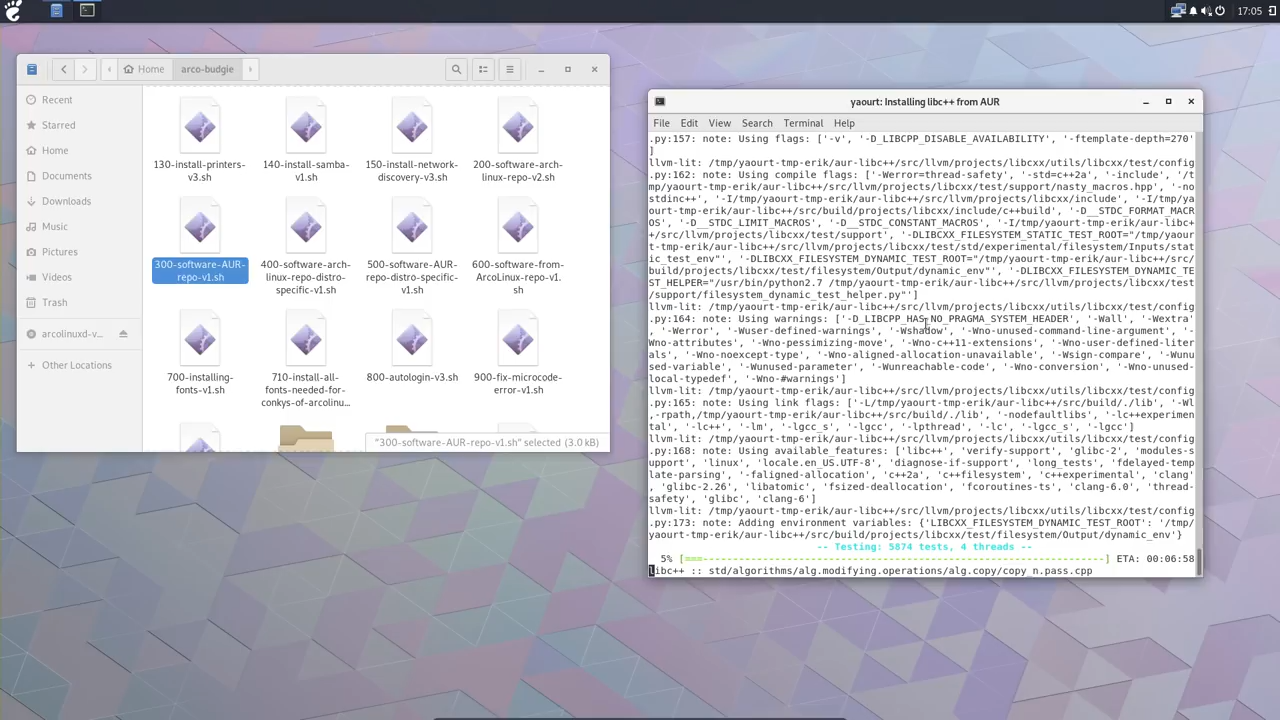 17:05
Home
arco-budgie
Recent
Starred
Home
Documents
Downloads
Music
Pictures
Videos
Trash
arcolinuxd-v...
Other Locations
130-install-printers-
v3.sh
140-install-samba-
v1.sh
150-install-network-
discovery-v3.sh
200-software-arch-
linux-repo-v2.sh
300-software-AUR-
repo-v1.sh
400-software-arch-
linux-repo-distro-
specific-v1.sh
500-software-AUR-
repo-distro-specific-
v1.sh
600-software-from-
ArcoLinux-repo-v1.
sh
700-installing-
fonts-v1.sh
710-install-all-
fonts-needed-for-
conkys-of-arcolinu...
800-autologin-v3.sh
900-fix-microcode-
error-v1.sh
"300-software-AUR-repo-v1.sh" selected (3.0 kB)
yaourt: Installing libc++ from AUR
File Edit View Search Terminal Help
.py:157: note: Using flags: ['-v', '-D_LIBCPP_DISABLE_AVAILABILITY', '-ftemplate-depth=270'
]
llvm-lit: /tmp/yaourt-tmp-erik/aur-libc++/src/llvm/projects/libcxx/utils/libcxx/test/config
.py:162: note: Using compile flags: ['-Werror=thread-safety', '-std=c++2a', '-include', '/t
mp/yaourt-tmp-erik/aur-libc++/src/llvm/projects/libcxx/test/support/nasty_macros.hpp', '-no
stdinc++', '-I/tmp/yaourt-tmp-erik/aur-libc++/src/llvm/projects/libcxx/include', '-I/tmp/ya
ourt-tmp-erik/aur-libc++/src/build/projects/libcxx/include/c++build', '-D__STDC_FORMAT_MACR
OS', '-D__STDC_LIMIT_MACROS', '-D__STDC_CONSTANT_MACROS', '-I/tmp/yaourt-tmp-erik/aur-libc+
+/src/llvm/projects/libcxx/test/support', '-DLIBCXX_FILESYSTEM_STATIC_TEST_ROOT="/tmp/yaour
t-tmp-erik/aur-libc++/src/llvm/projects/libcxx/test/std/experimental/filesystem/Inputs/stat
ic_test_env"', '-DLIBCXX_FILESYSTEM_DYNAMIC_TEST_ROOT="/tmp/yaourt-tmp-erik/aur-libc++/src/
build/projects/libcxx/test/filesystem/Output/dynamic_env"', '-DLIBCXX_FILESYSTEM_DYNAMIC_TE
ST_HELPER="/usr/bin/python2.7 /tmp/yaourt-tmp-erik/aur-libc++/src/llvm/projects/libcxx/test
/support/filesystem_dynamic_test_helper.py"']
llvm-lit: /tmp/yaourt-tmp-erik/aur-libc++/src/llvm/projects/libcxx/utils/libcxx/test/config
.py:164: note: Using warnings: ['-D_LIBCPP_HAS_NO_PRAGMA_SYSTEM_HEADER', '-Wall', '-Wextra'
, '-Werror', '-Wuser-defined-warnings', '-Wshadow', '-Wno-unused-command-line-argument', '-
Wno-attributes', '-Wno-pessimizing-move', '-Wno-c++11-extensions', '-Wno-user-defined-liter
als', '-Wno-noexcept-type', '-Wno-aligned-allocation-unavailable', '-Wsign-compare', '-Wunu
sed-variable', '-Wunused-parameter', '-Wunreachable-code', '-Wno-conversion', '-Wno-unused-
local-typedef', '-Wno-#warnings']
llvm-lit: /tmp/yaourt-tmp-erik/aur-libc++/src/llvm/projects/libcxx/utils/libcxx/test/config
.py:165: note: Using link flags: ['-L/tmp/yaourt-tmp-erik/aur-libc++/src/build/./lib', '-Wl
,-rpath,/tmp/yaourt-tmp-erik/aur-libc++/src/build/./lib', '-nodefaultlibs', '-lc++experimen
tal', '-lc++', '-lm', '-lgcc_s', '-lgcc', '-lpthread', '-lc', '-lgcc_s', '-lgcc']
llvm-lit: /tmp/yaourt-tmp-erik/aur-libc++/src/llvm/projects/libcxx/utils/libcxx/test/config
.py:168: note: Using available_features: ['libc++', 'verify-support', 'glibc-2', 'modules-s
upport', 'linux', 'locale.en_US.UTF-8', 'diagnose-if-support', 'long_tests', 'fdelayed-temp
late-parsing', '-faligned-allocation', 'c++2a', 'c++filesystem', 'c++experimental', 'clang'
, 'glibc-2.26', 'libatomic', 'fsized-deallocation', 'fcoroutines-ts', 'clang-6.0', 'thread-
safety', 'glibc', 'clang-6']
llvm-lit: /tmp/yaourt-tmp-erik/aur-libc++/src/llvm/projects/libcxx/utils/libcxx/test/config
.py:173: note: Adding environment variables: {'LIBCXX_FILESYSTEM_DYNAMIC_TEST_ROOT': '/tmp/
yaourt-tmp-erik/aur-libc++/src/build/projects/libcxx/test/filesystem/Output/dynamic_env'}
-- Testing: 5874 tests, 4 threads --
5% [===-----------------------------------------------------------------------] ETA: 00:06:58
libc++ :: std/algorithms/alg.modifying.operations/alg.copy/copy_n.pass.cpp